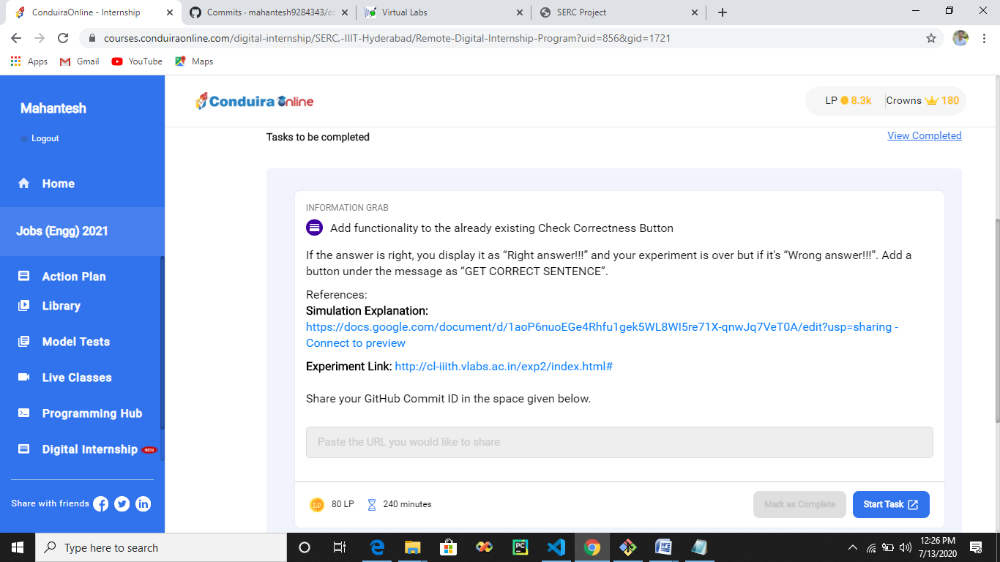 ConduiraOnline - Internship
Commits · mahantesh9284343/cc
Virtual Labs
SERC Project
courses.conduiraonline.com/digital-internship/SERC,-IIIT-Hyderabad/Remote-Digital-Internship-Program?uid=856&gid=1721
Apps
Gmail
YouTube
Maps
Mahantesh
Logout
Home
Jobs (Engg) 2021
Action Plan
Library
Model Tests
Live Classes
Programming Hub
Digital Internship NEW
Share with friends
Conduira Online
LP 8.3k Crowns 180
Tasks to be completed
View Completed
INFORMATION GRAB
Add functionality to the already existing Check Correctness Button
If the answer is right, you display it as “Right answer!!!” and your experiment is over but if it's “Wrong answer!!!”. Add a
button under the message as “GET CORRECT SENTENCE”.
References:
Simulation Explanation:
https://docs.google.com/document/d/1aoP6nuoEGe4Rhfu1gek5WL8WI5re71X-qnwJq7VeT0A/edit?usp=sharing -
Connect to preview
Experiment Link: http://cl-iiith.vlabs.ac.in/exp2/index.html#
Share your GitHub Commit ID in the space given below.
Paste the URL you would like to share
LP 80 LP 240 minutes
Mark as Complete
Start Task
Type here to search
12:26 PM
7/13/2020